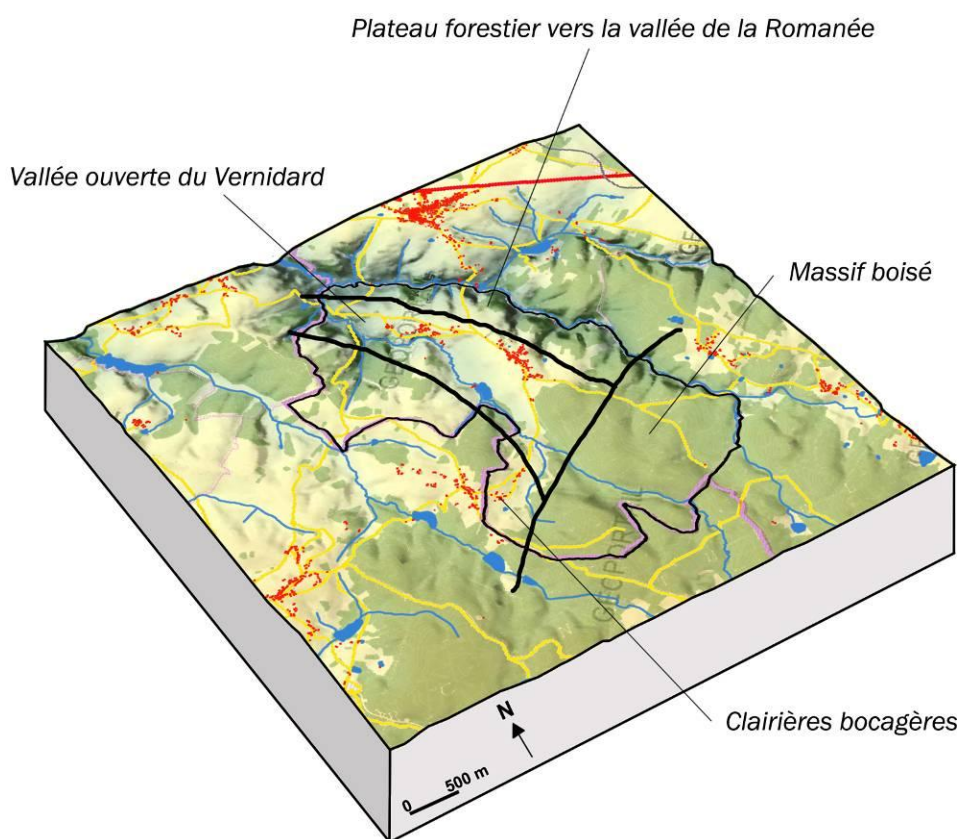 Plateau forestier vers la vallée de la Romanée
Vallée ouverte du Vernidard
Massif boisé
Clairières bocagères
N
0 500 m